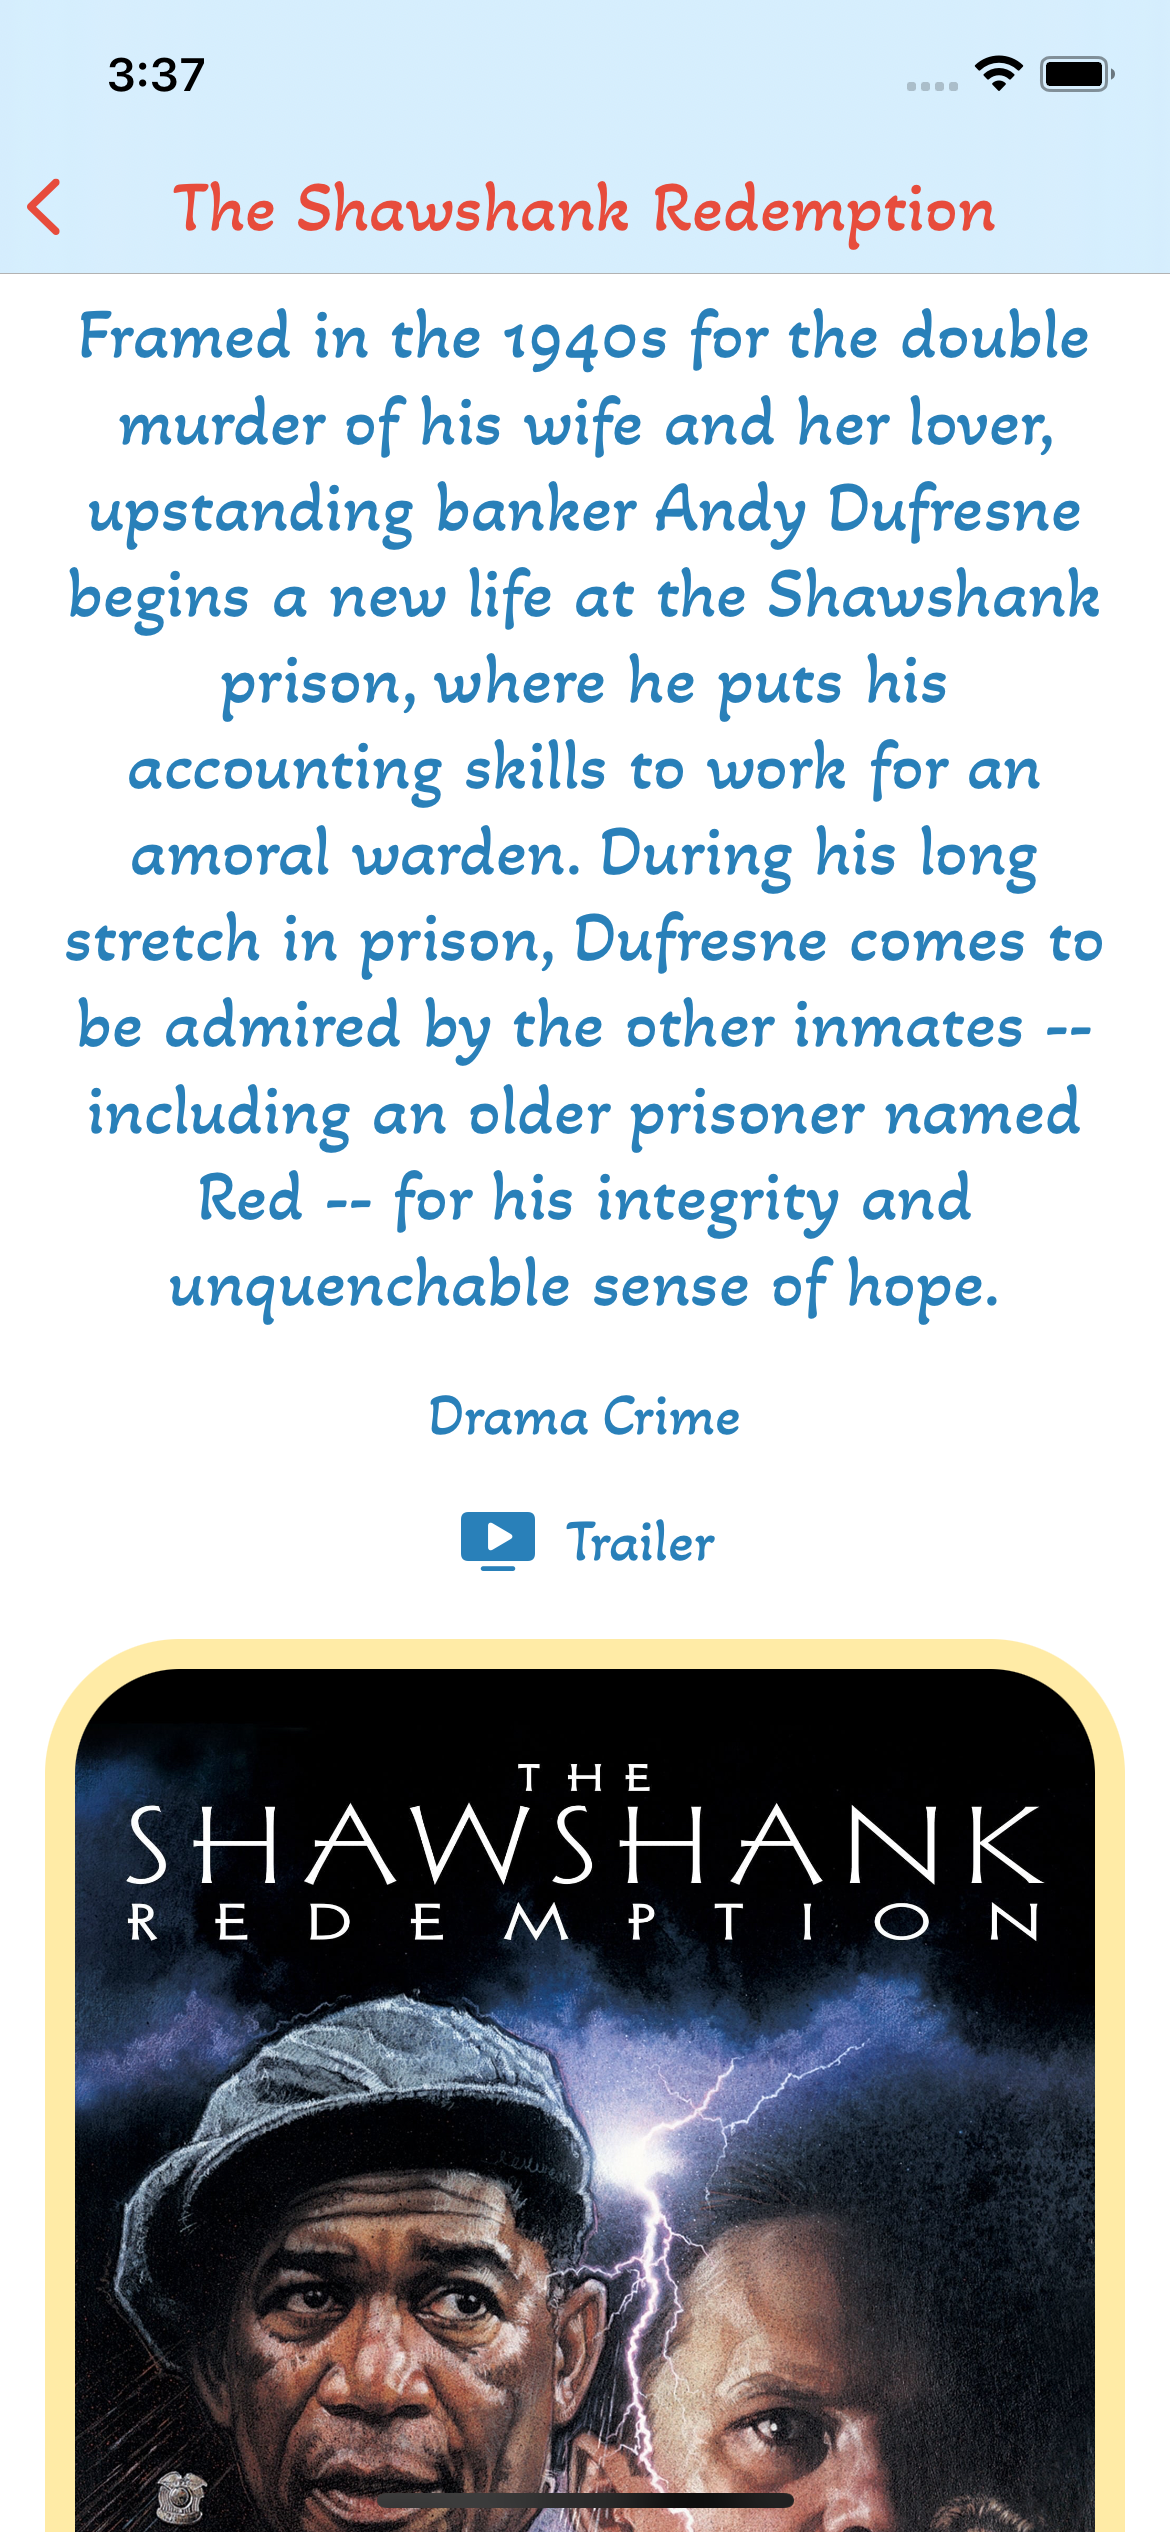 3:37
The Shawshank Redemption
Framed in the 1940s for the double
murder of his wife and her lover,
upstanding banker Andy Dufresne
begins a new life at the Shawshank
prison, where he puts his
accounting skills to work for an
amoral warden. During his long
stretch in prison, Dufresne comes to
be admired by the other inmates --
including an older prisoner named
Red -- for his integrity and
unquenchable sense of hope.
Drama Crime
Trailer
THE
SHAWSHANK
REDEMPTION